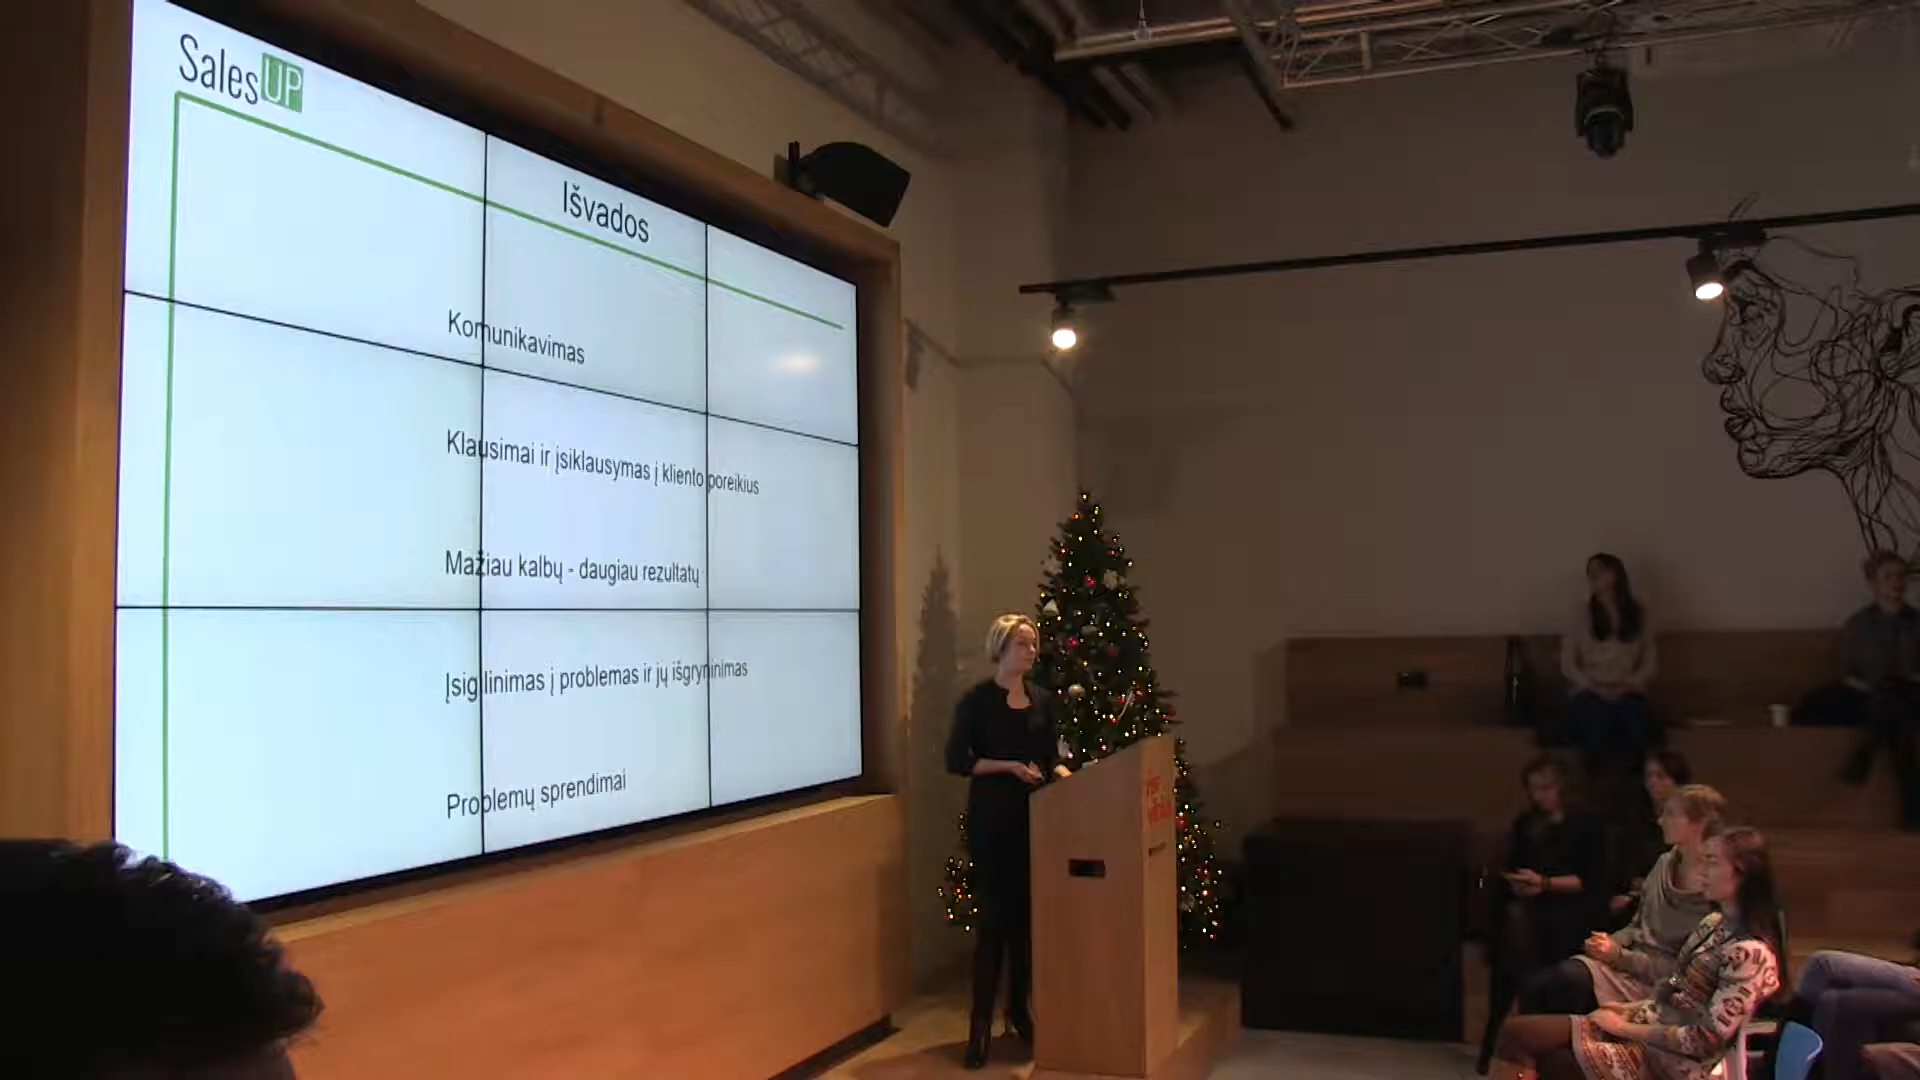 SalesUP
Išvados
Komunikavimas
Klausimai ir įsiklausymas į kliento poreikius
Mažiau kalbų - daugiau rezultatų
Įsigilinimas į problemas ir jų išgryninimas
Problemų sprendimai